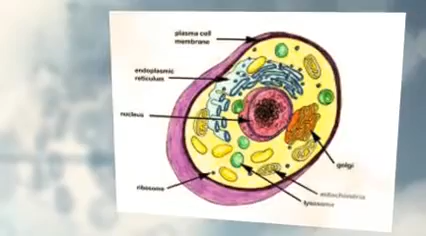 plasma cell
membrane
endoplasmic
reticulum
nucleus
golgi
mitochondria
ribosome
lysosome